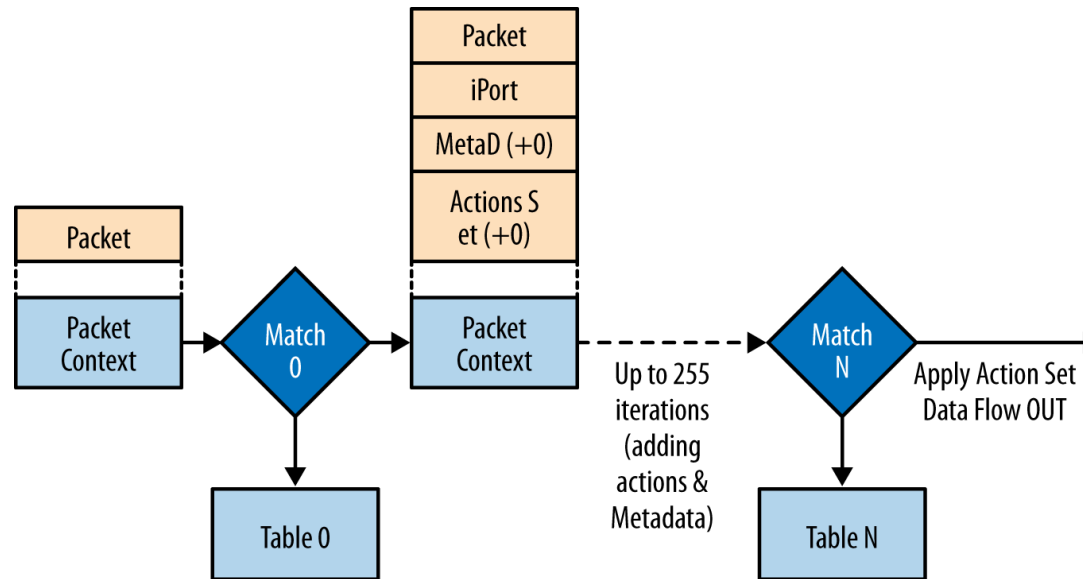 Packet
Packet
Context
Match
0
Table 0
Packet
iPort
MetaD (+0)
Actions S
et (+0)
Packet
Context
Up to 255
iterations
(adding
actions &
Metadata)
Match
N
Table N
Apply Action Set
Data Flow OUT